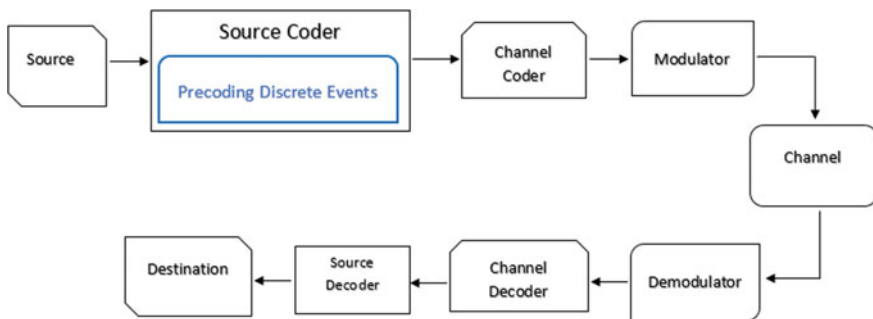 Source
Source Coder
Precoding Discrete Events
Channel
Coder
Modulator
Channel
Destination
Source
Decoder
Channel
Decoder
Demodulator